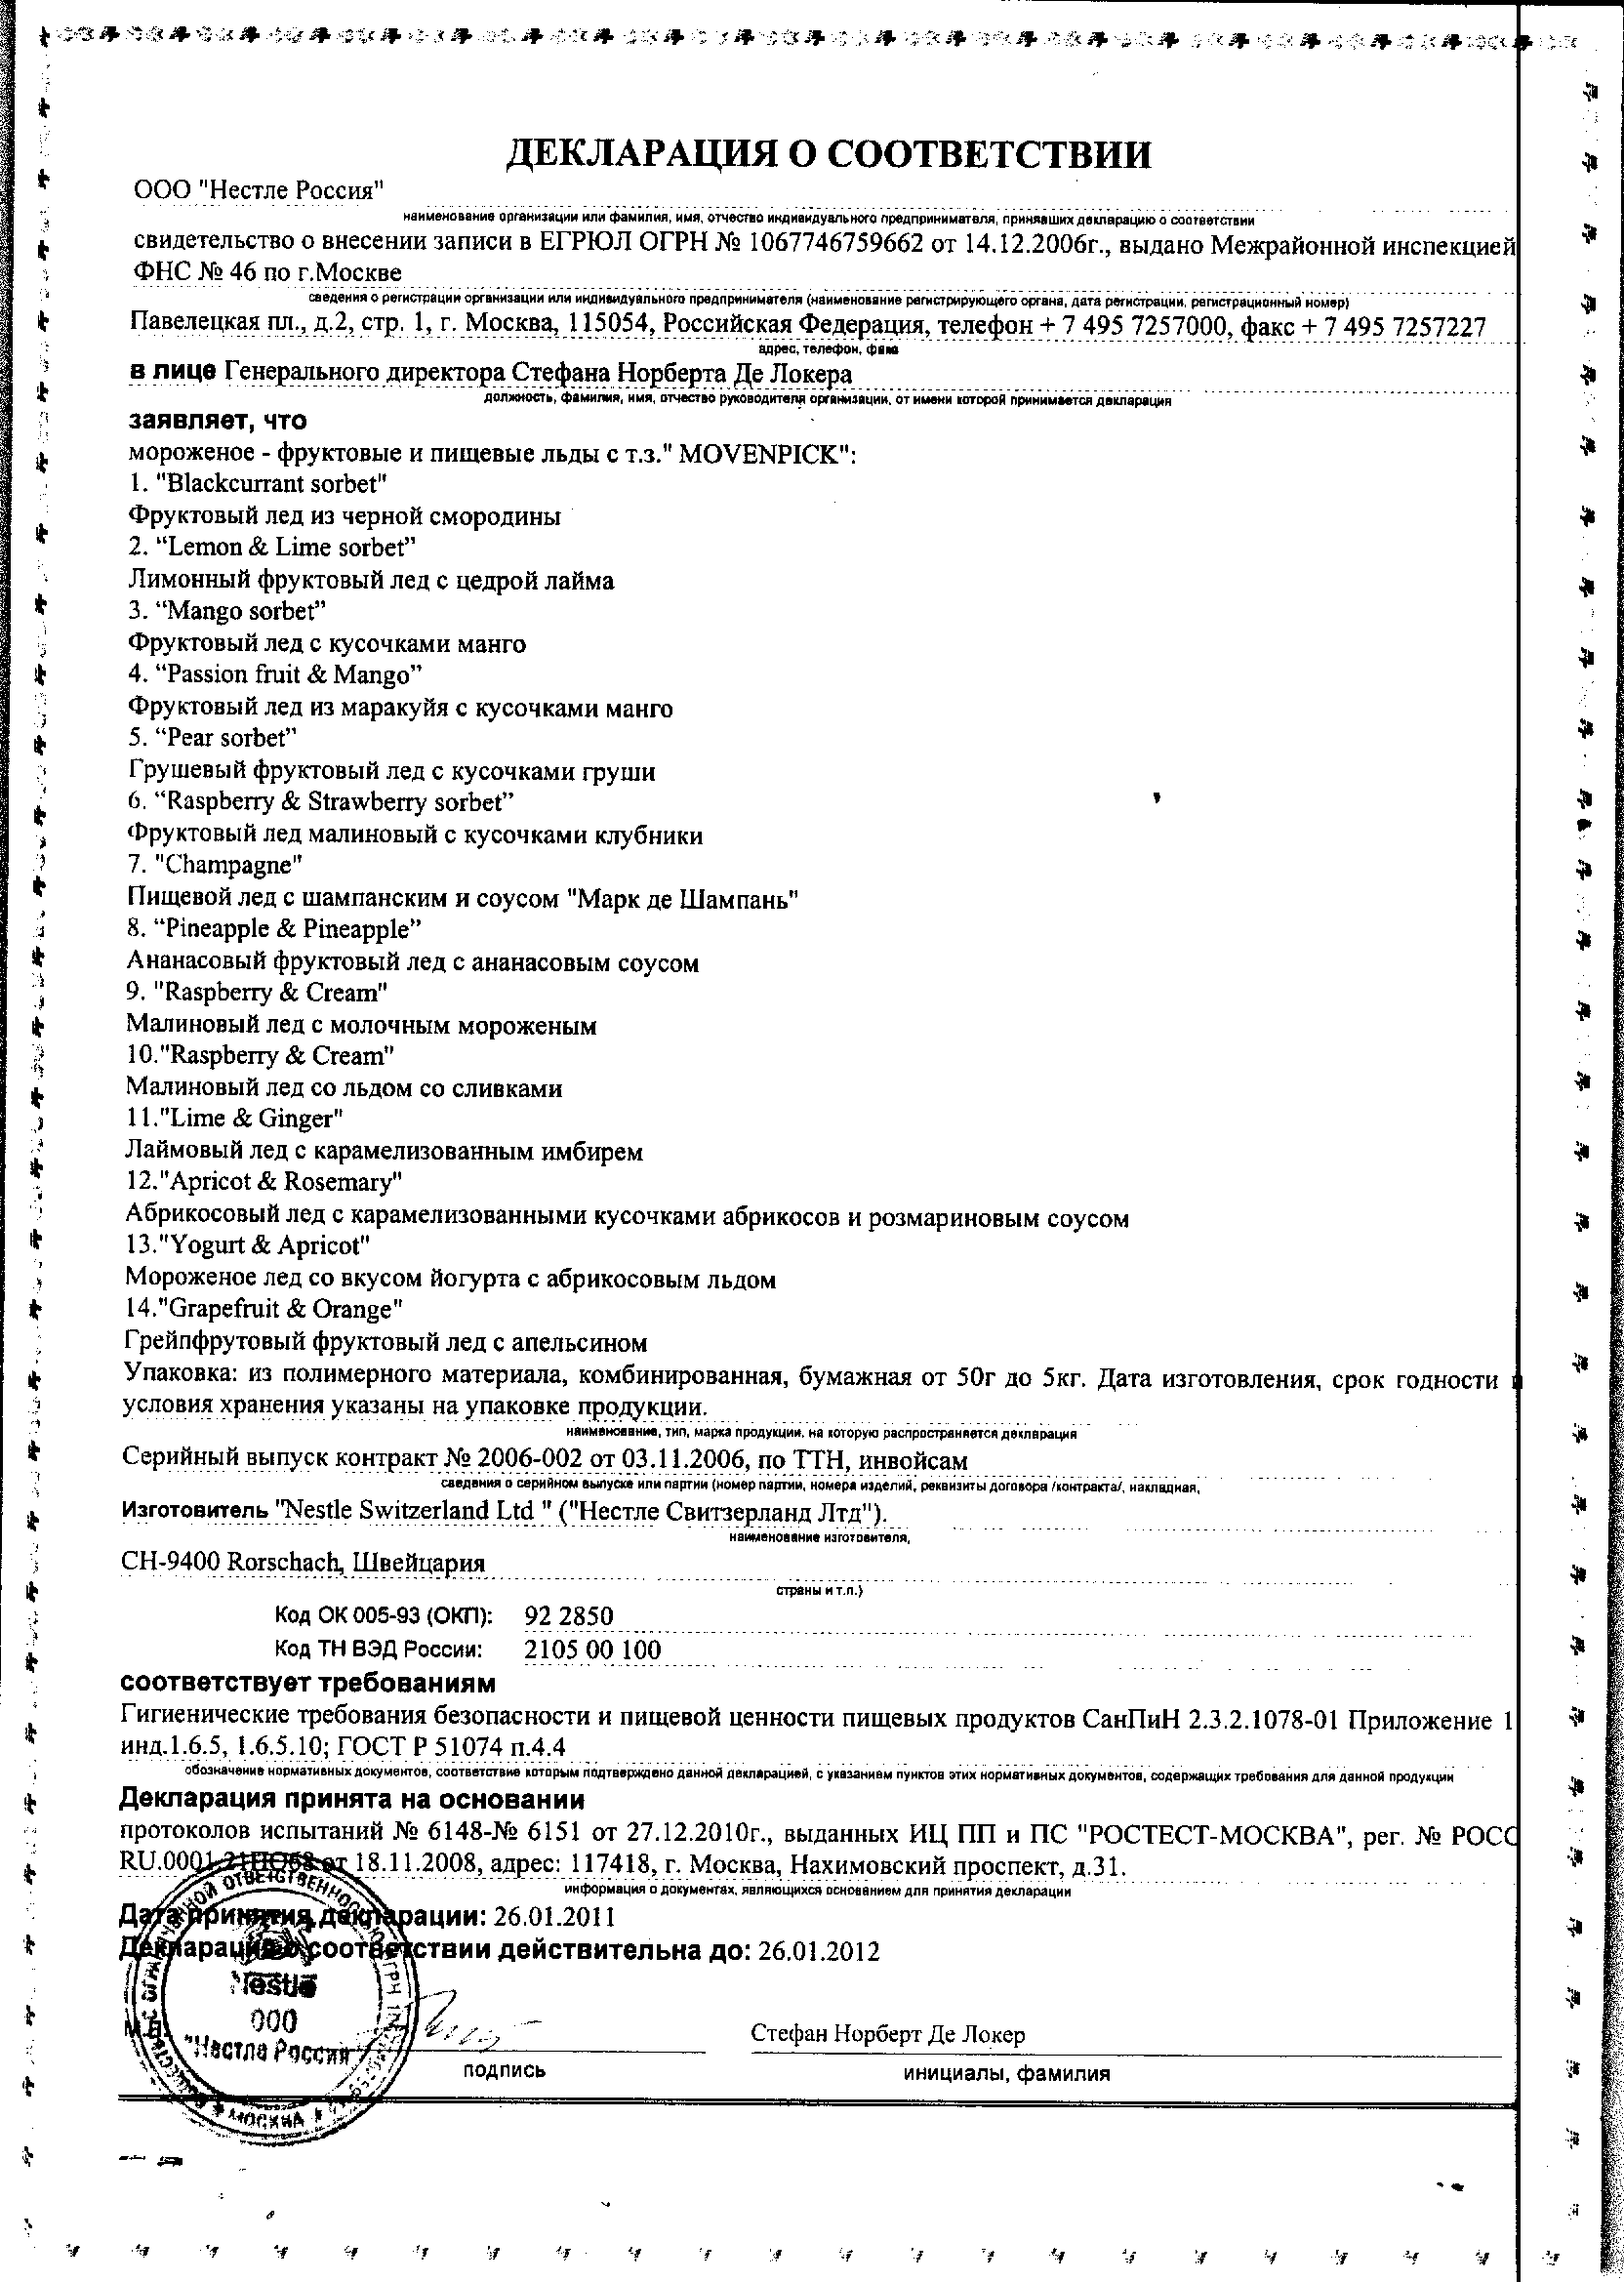 ДЕКЛАРАЦИЯ О СООТВЕТСТВИИ
ООО "Нестле Россия"
наименование организации или фамилия, имя, отчество индивидуального предпринимателя, принявших декларацию о соответствии
свидетельство о внесении записи в ЕГРЮЛ ОГРН № 1067746759662 от 14.12.2006г., выдано Межрайонной инспекцией
ФНС № 46 по г.Москве
сведения о регистрации организации или индивидуального предпринимателя (наименование регистрирующего органа, дата регистрации, регистрационный номер)
Павелецкая пл., д.2, стр. 1, г. Москва, 115054, Российская Федерация, телефон + 7 495 7257000, факс + 7 495 7257227
адрес, телефон, факс
в лице Генерального директора Стефана Норберта Де Локера
должность, фамилия, имя, отчество руководителя организации, от имени которой принимается декларация
заявляет, что
мороженое - фруктовые и пищевые льды с т.з." MOVENPICK":
1. "Blackcurrant sorbet"
Фруктовый лед из черной смородины
2. “Lemon & Lime sorbet”
Лимонный фруктовый лед с цедрой лайма
3. “Mango sorbet”
Фруктовый лед с кусочками манго
4. “Passion fruit & Mango”
Фруктовый лед из маракуйя с кусочками манго
5. “Pear sorbet”
Грушевый фруктовый лед с кусочками груши
6. “Raspberry & Strawberry sorbet”
Фруктовый лед малиновый с кусочками клубники
7. "Champagne"
Пищевой лед с шампанским и соусом "Марк де Шампань"
8. “Pineapple & Pineapple”
Ананасовый фруктовый лед с ананасовым соусом
9. "Raspberry & Cream"
Малиновый лед с молочным мороженым
10."Raspberry & Cream"
Малиновый лед со льдом со сливками
11."Lime & Ginger"
Лаймовый лед с карамелизованным имбирем
12."Apricot & Rosemary"
Абрикосовый лед с карамелизованными кусочками абрикосов и розмариновым соусом
13."Yogurt & Apricot"
Мороженое лед со вкусом йогурта с абрикосовым льдом
14."Grapefruit & Orange"
Грейпфрутовый фруктовый лед с апельсином
Упаковка: из полимерного материала, комбинированная, бумажная от 50г до 5кг. Дата изготовления, срок годности и
условия хранения указаны на упаковке продукции.
наименование, тип, марка продукции, на которую распространяется декларация
Серийный выпуск контракт № 2006-002 от 03.11.2006, по ТТН, инвойсам
сведения о серийном выпуске или партии (номер партии, номера изделий, реквизиты договора /контракта/, накладная,
Изготовитель "Nestle Switzerland Ltd " ("Нестле Свитзерланд Лтд").
наименование изготовителя,
CH-9400 Rorschach, Швейцария
страны и т.п.)
Код ОК 005-93 (ОКП): 92 2850
Код ТН ВЭД России: 2105 00 100
соответствует требованиям
Гигиенические требования безопасности и пищевой ценности пищевых продуктов СанПиН 2.3.2.1078-01 Приложение 1
инд.1.6.5, 1.6.5.10; ГОСТ Р 51074 п.4.4
обозначение нормативных документов, соответствие которым подтверждено данной декларацией, с указанием пунктов этих нормативных документов, содержащих требования для данной продукции
Декларация принята на основании
протоколов испытаний № 6148-№ 6151 от 27.12.2010г., выданных ИЦ ПП и ПС "РОСТЕСТ-МОСКВА", рег. № РОСС
RU.0001.21ПО68 от 18.11.2008, адрес: 117418, г. Москва, Нахимовский проспект, д.31.
информация о документах, являющихся основанием для принятия декларации
Дата принятия декларации: 26.01.2011
Декларация о соответствии действительна до: 26.01.2012
Nestlé
ООО
"Нестле Россия"
МОСКВА
М.П.
Стефан Норберт Де Локер
подпись
инициалы, фамилия